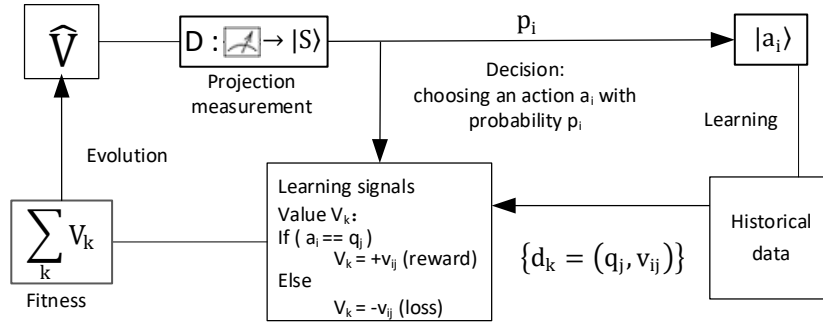 V̂
D : → |S⟩
p_i
|a_i⟩
Projection
measurement
Decision:
choosing an action a_i with
probability p_i
Learning
Evolution
Learning signals
Value V_k：
If ( a_i == q_j )
V_k = +v_ij (reward)
Else
V_k = -v_ij (loss)
∑_k V_k
Fitness
{d_k = (q_j, v_ij)}
Historical
data